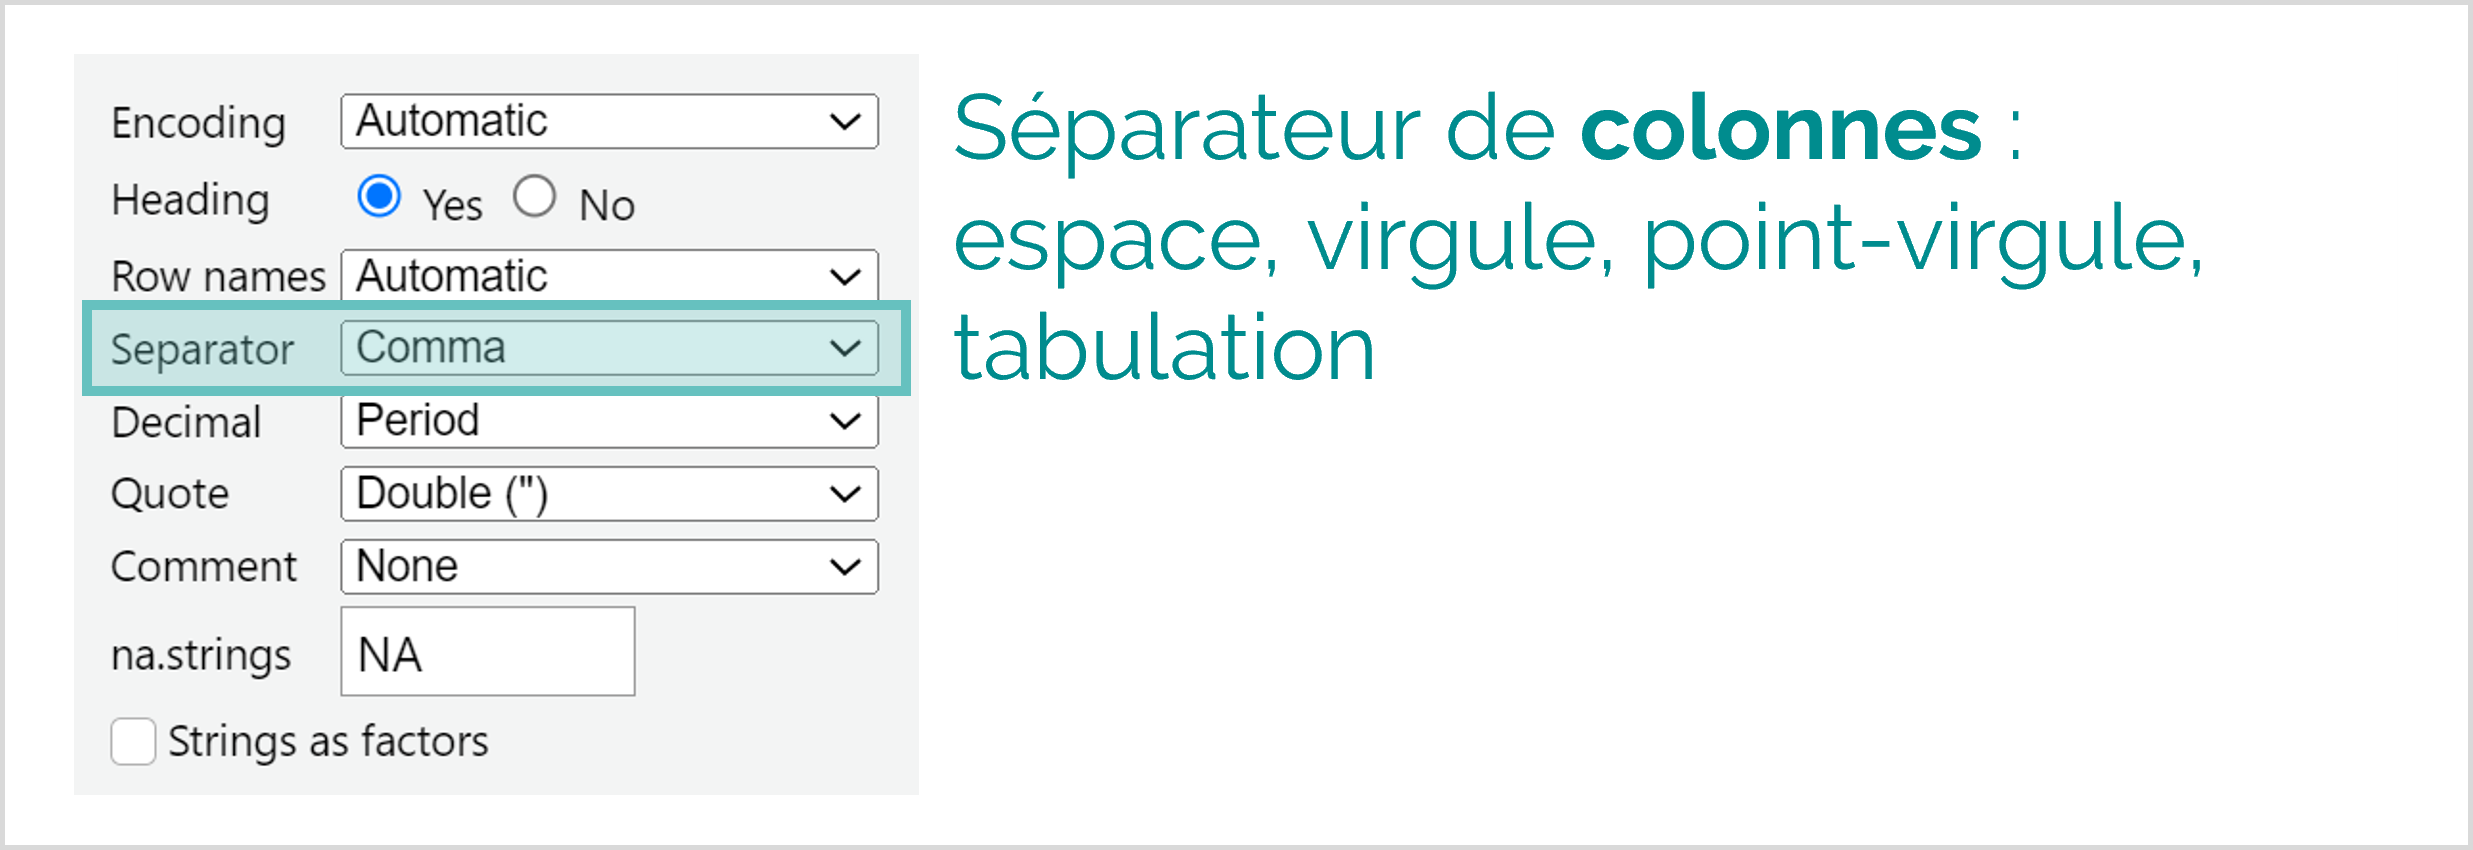 Encoding Automatic
Heading Yes No
Row names Automatic
Separator Comma
Decimal Period
Quote Double (")
Comment None
na.strings NA
Strings as factors
Séparateur de colonnes :
espace, virgule, point-virgule,
tabulation